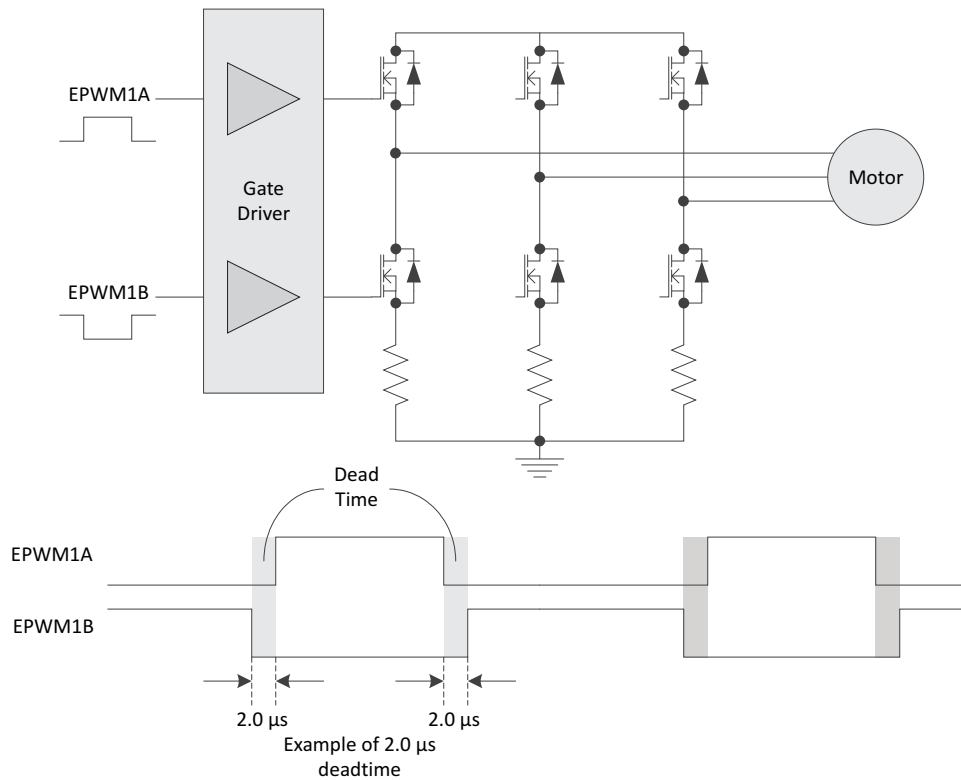 EPWM1A
Gate
Driver
Motor
EPWM1B
Dead
Time
EPWM1A
EPWM1B
2.0 µs
2.0 µs
Example of 2.0 µs
deadtime